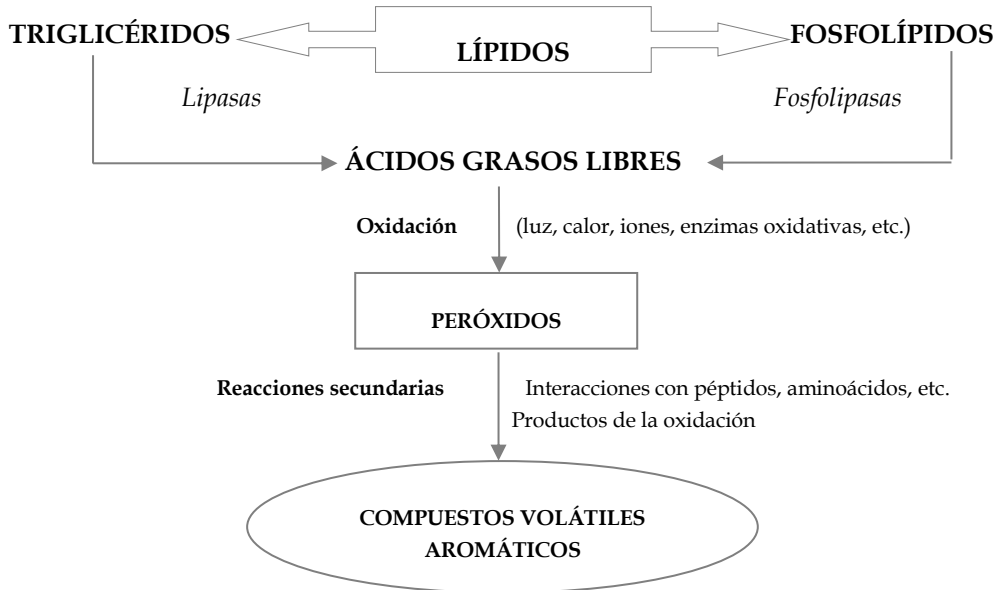 TRIGLICÉRIDOS
LÍPIDOS
FOSFOLÍPIDOS
Lipasas
Fosfolipasas
ÁCIDOS GRASOS LIBRES
Oxidación
(luz, calor, iones, enzimas oxidativas, etc.)
PERÓXIDOS
Reacciones secundarias
Interacciones con péptidos, aminoácidos, etc.
Productos de la oxidación
COMPUESTOS VOLÁTILES
AROMÁTICOS